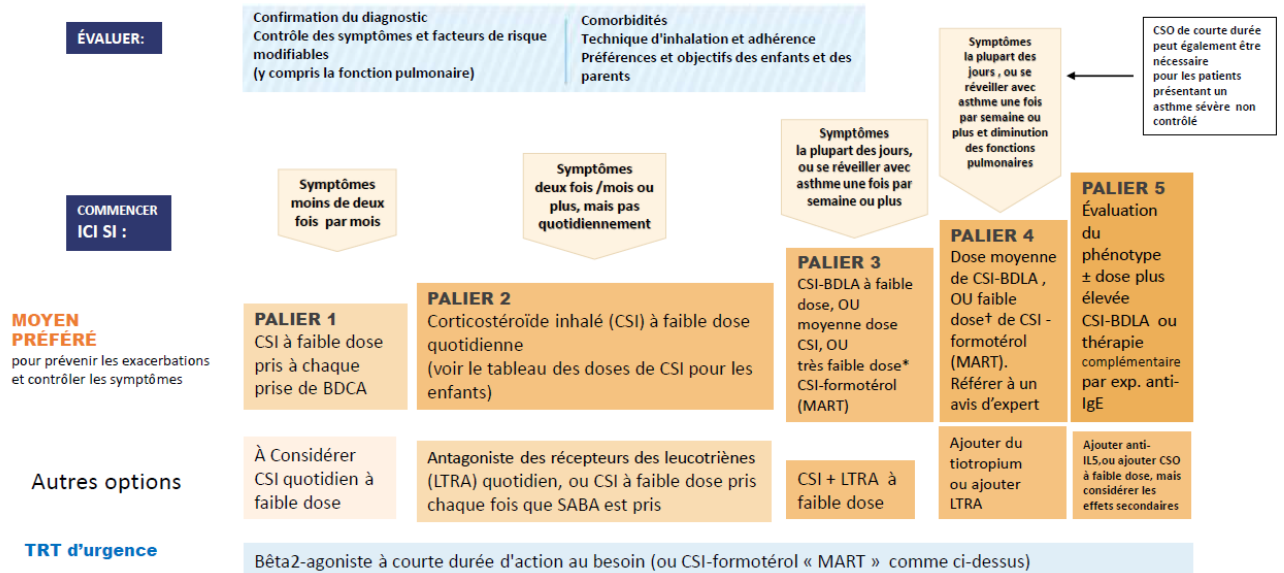 ÉVALUER:
Confirmation du diagnostic
Contrôle des symptômes et facteurs de risque
modifiables
(y compris la fonction pulmonaire)
Comorbidités
Technique d'inhalation et adhérence
Préférences et objectifs des enfants et des
parents
CSO de courte durée
peut également être
nécessaire
pour les patients
présentant un
asthme sévère non
contrôlé
COMMENCER
ICI SI :
Symptômes
moins de deux
fois par mois
Symptômes
deux fois /mois ou
plus, mais pas
quotidiennement
Symptômes
la plupart des jours,
ou se réveiller avec
asthme une fois par
semaine ou plus
Symptômes
la plupart des
jours , ou se
réveiller avec
asthme une fois
par semaine ou
plus et diminution
des fonctions
pulmonaires
MOYEN
PRÉFÉRÉ
pour prévenir les exacerbations
et contrôler les symptômes
PALIER 1
CSI à faible dose
pris à chaque
prise de BDCA
PALIER 2
Corticostéroïde inhalé (CSI) à faible dose
quotidienne
(voir le tableau des doses de CSI pour les
enfants)
PALIER 3
CSI-BDLA à faible
dose, OU
moyenne dose
CSI, OU
très faible dose*
CSI-formotérol
(MART)
PALIER 4
Dose moyenne
de CSI-BDLA ,
OU faible
dose† de CSI -
formotérol
(MART).
Référer à un
avis d'expert
PALIER 5
Évaluation
du
phénotype
± dose plus
élevée
CSI-BDLA ou
thérapie
complémentaire
par exp. anti-
IgE
Autres options
À Considérer
CSI quotidien à
faible dose
Antagoniste des récepteurs des leucotriènes
(LTRA) quotidien, ou CSI à faible dose pris
chaque fois que SABA est pris
CSI + LTRA à
faible dose
Ajouter du
tiotropium
ou ajouter
LTRA
Ajouter anti-
IL5,ou ajouter CSO
à faible dose, mais
considérer les
effets secondaires
TRT d'urgence
Bêta2-agoniste à courte durée d'action au besoin (ou CSI-formotérol « MART » comme ci-dessus)